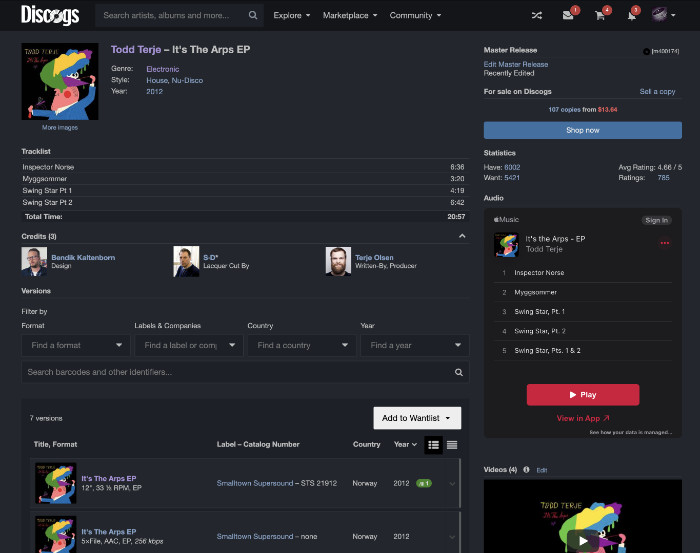 Discogs
Search artists, albums and more...
Explore
Marketplace
Community
1
4
2
TODD TERJE
Todd Terje – It's The Arps EP
Genre: Electronic
Style: House, Nu-Disco
Year: 2012
More images
Master Release
[m400174]
Edit Master Release
Recently Edited
For sale on Discogs
Sell a copy
107 copies from $13.64
Shop now
Tracklist
Inspector Norse 6:36
Myggsommer 3:20
Swing Star Pt 1 4:19
Swing Star Pt 2 6:42
Total Time: 20:57
Credits (3)
Bendik Kaltenborn
Design
S-D*
Lacquer Cut By
Terje Olsen
Written-By, Producer
Statistics
Have: 6002
Avg Rating: 4.66 / 5
Want: 5421
Ratings: 785
Audio
Music
Sign In
It's the Arps - EP
Todd Terje
1 Inspector Norse
2 Myggsommer
3 Swing Star, Pt. 1
4 Swing Star, Pt. 2
5 Swing Star, Pts. 1 & 2
Play
View in App
See how your data is managed...
Versions
Filter by
Format
Labels & Companies
Country
Year
Find a format
Find a label or comp
Find a country
Find a year
Search barcodes and other identifiers...
7 versions
Add to Wantlist
Title, Format
Label – Catalog Number
Country
Year
It's The Arps EP
12", 33 ⅓ RPM, EP
Smalltown Supersound – STS 21912
Norway
2012
1
It's The Arps EP
5×File, AAC, EP, 256 kbps
Smalltown Supersound – none
Norway
2012
Videos (4)
Edit
TODD TERJE